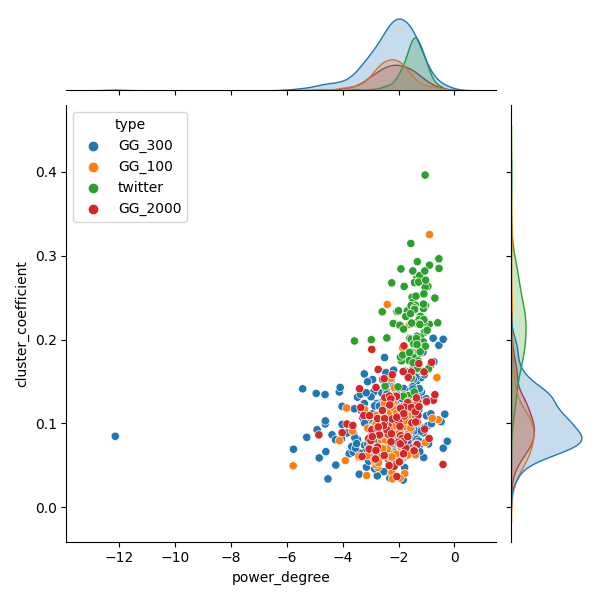 type
GG_300
GG_100
twitter
GG_2000
cluster_coefficient
0.4
0.3
0.2
0.1
0.0
−12 −10 −8 −6 −4 −2 0
power_degree